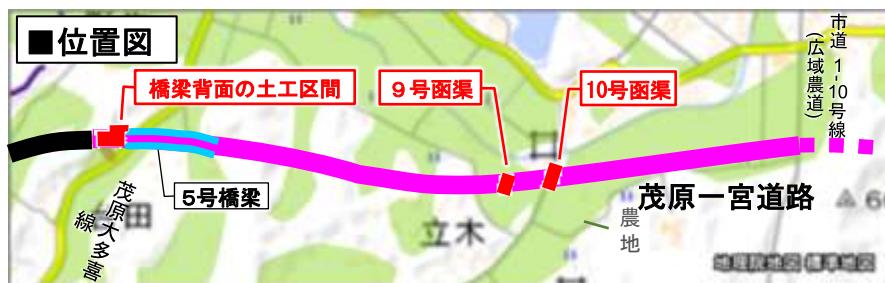 ■位置図
橋梁背面の土工区間
９号函渠
10号函渠
市道 1-10号線
(広域農道)
5号橋梁
茂原大多喜線
田
立木
農地
茂原一宮道路
60
地理院地図 標準地図